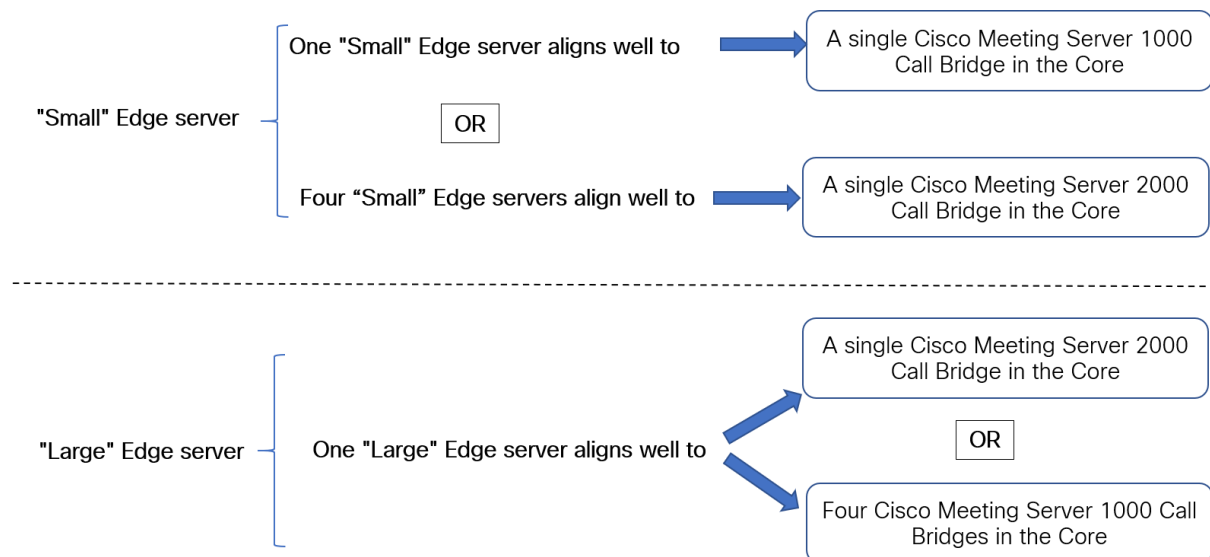 One "Small" Edge server aligns well to
A single Cisco Meeting Server 1000
Call Bridge in the Core
"Small" Edge server
OR
Four “Small” Edge servers align well to
A single Cisco Meeting Server 2000
Call Bridge in the Core
"Large" Edge server
One "Large" Edge server aligns well to
A single Cisco Meeting Server 2000
Call Bridge in the Core
OR
Four Cisco Meeting Server 1000 Call
Bridges in the Core